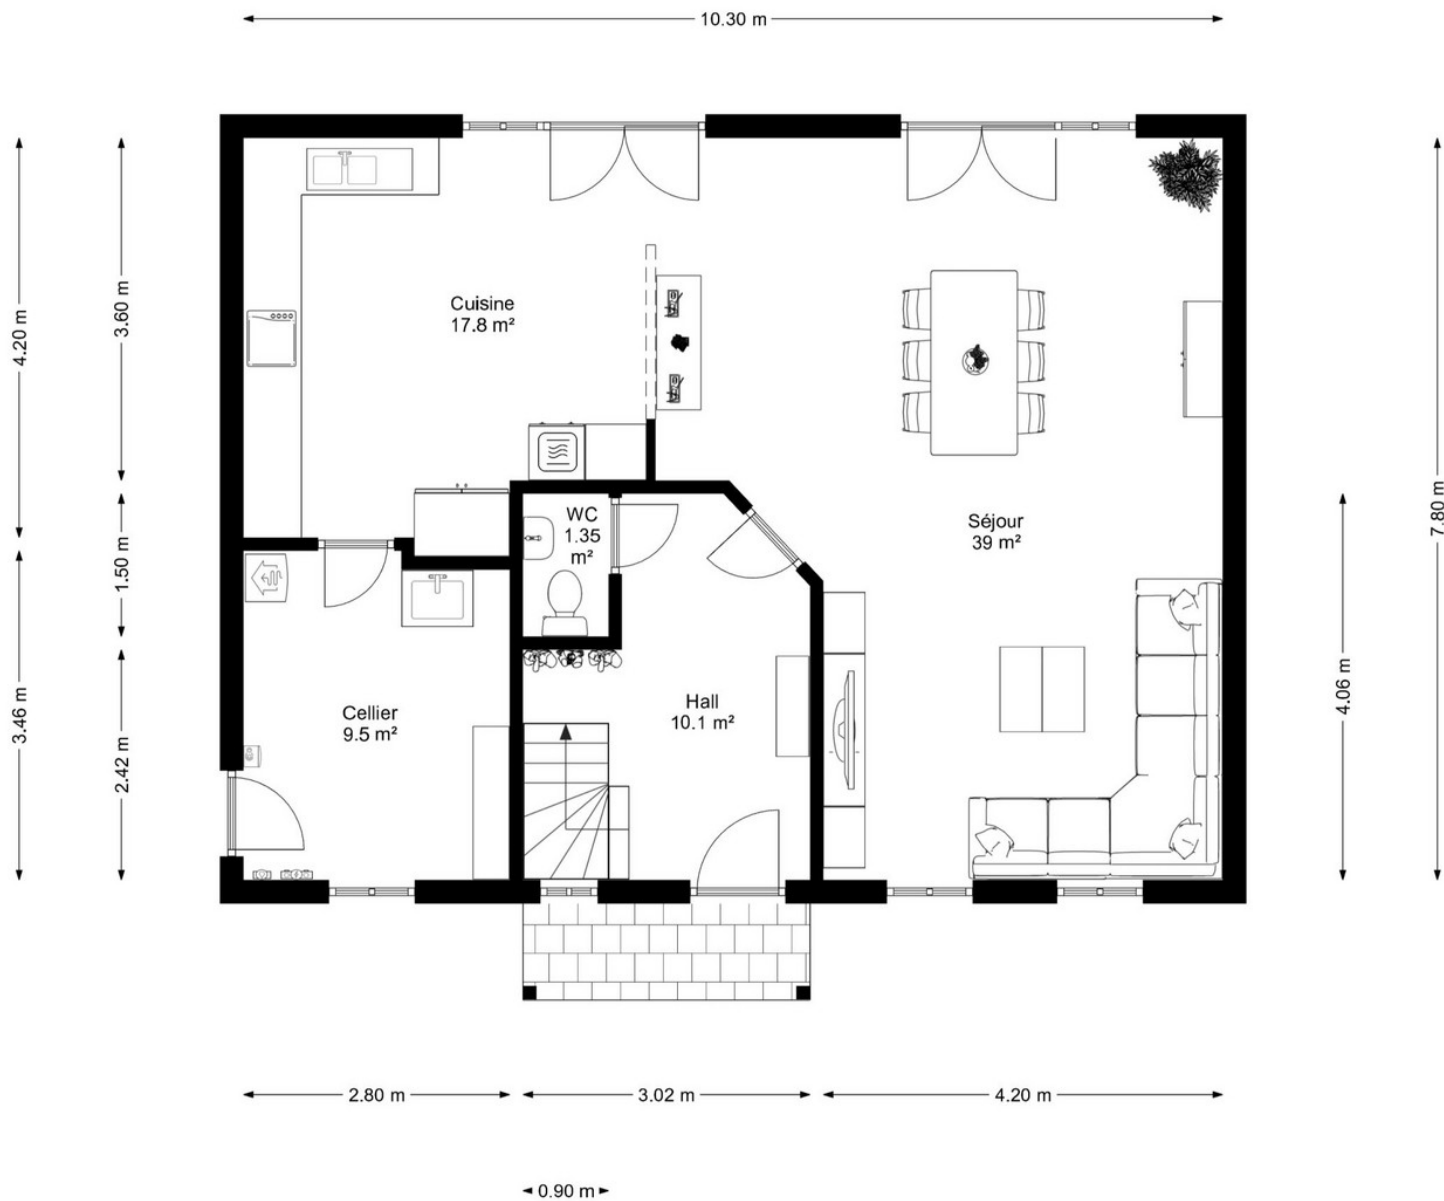 10.30 m
4.20 m
3.60 m
Cuisine
17.8 m²
7.80 m
WC
1.35
m²
Séjour
39 m²
1.50 m
3.46 m
2.42 m
Cellier
9.5 m²
Hall
10.1 m²
4.06 m
2.80 m
3.02 m
4.20 m
0.90 m